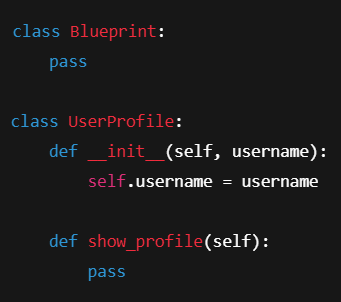 class Blueprint:
    pass

class UserProfile:
    def __init__(self, username):
        self.username = username

    def show_profile(self):
        pass